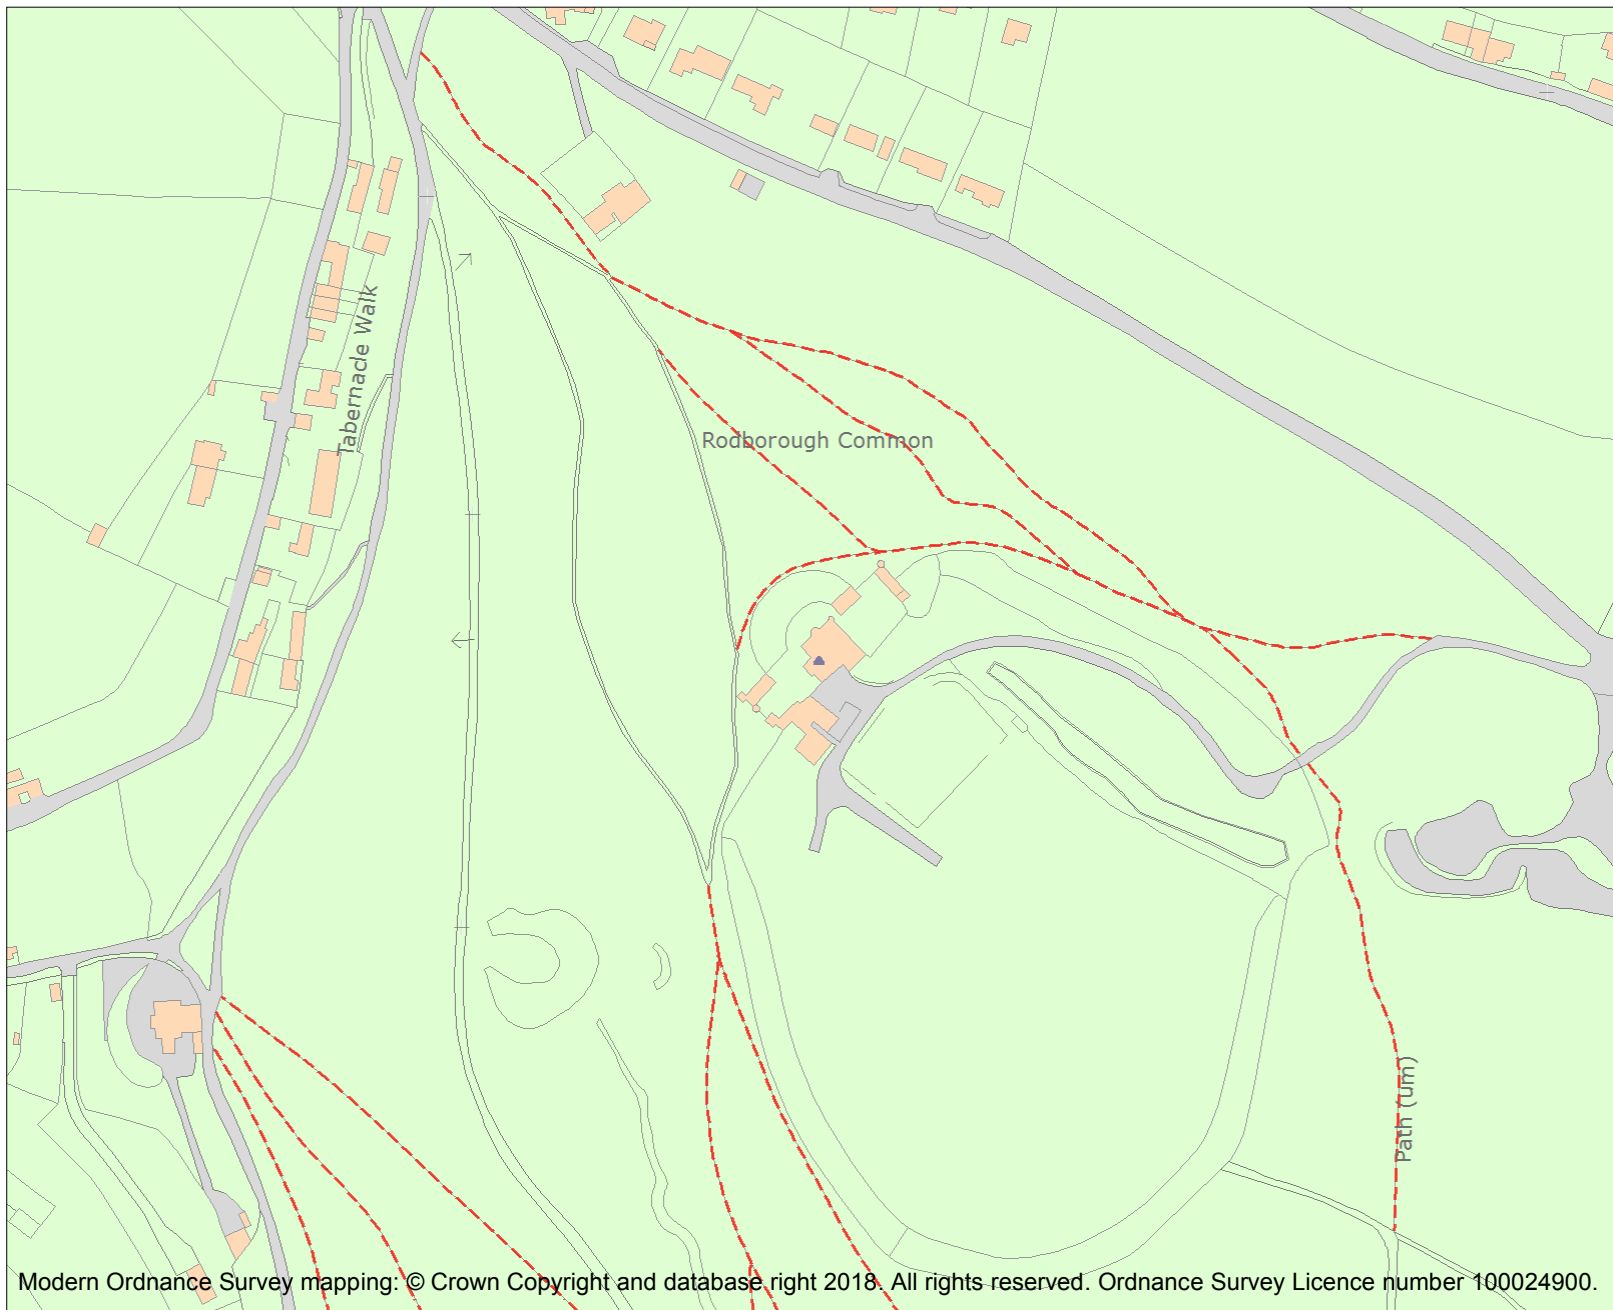 Tabernacle Walk
Rodborough Common
Path (um)
Modern Ordnance Survey mapping: © Crown Copyright and database right 2018. All rights reserved. Ordnance Survey Licence number 100024900.